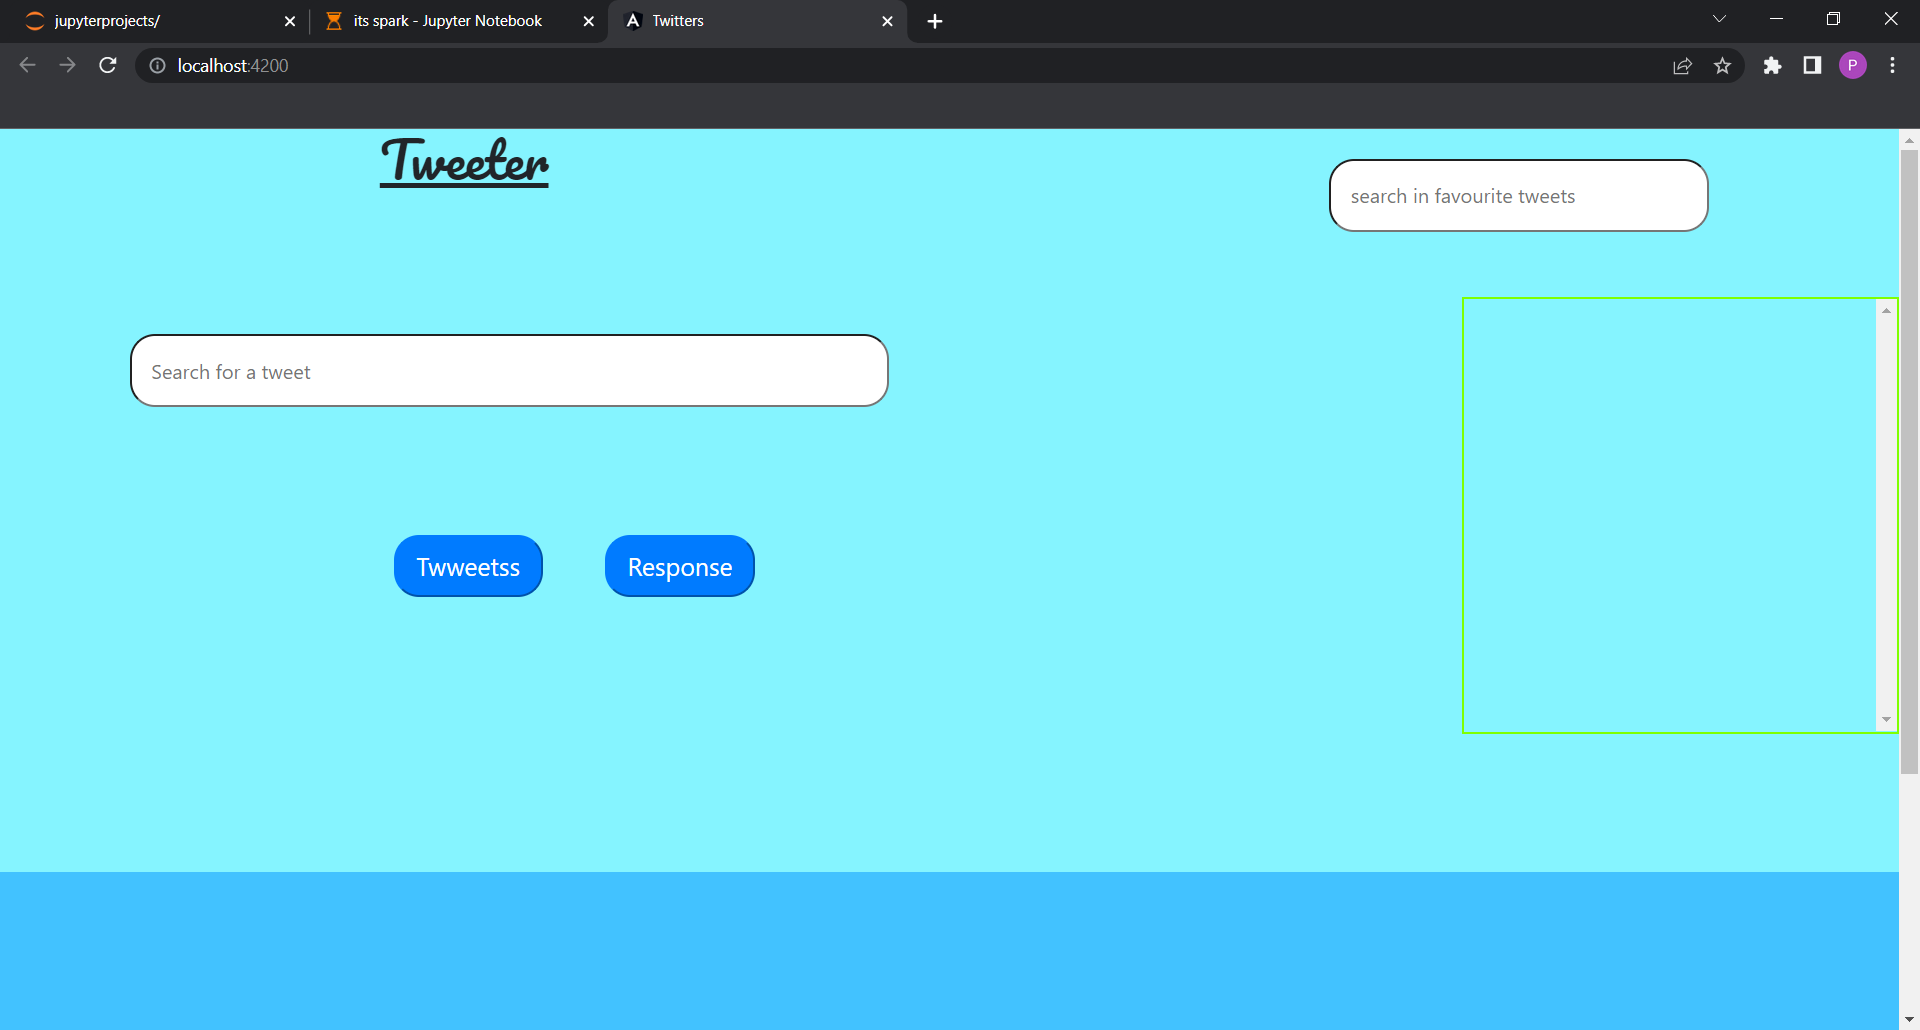 jupyterprojects/
its spark - Jupyter Notebook
Twitters
localhost:4200
P
Tweeter
search in favourite tweets
Search for a tweet
Twweetss
Response